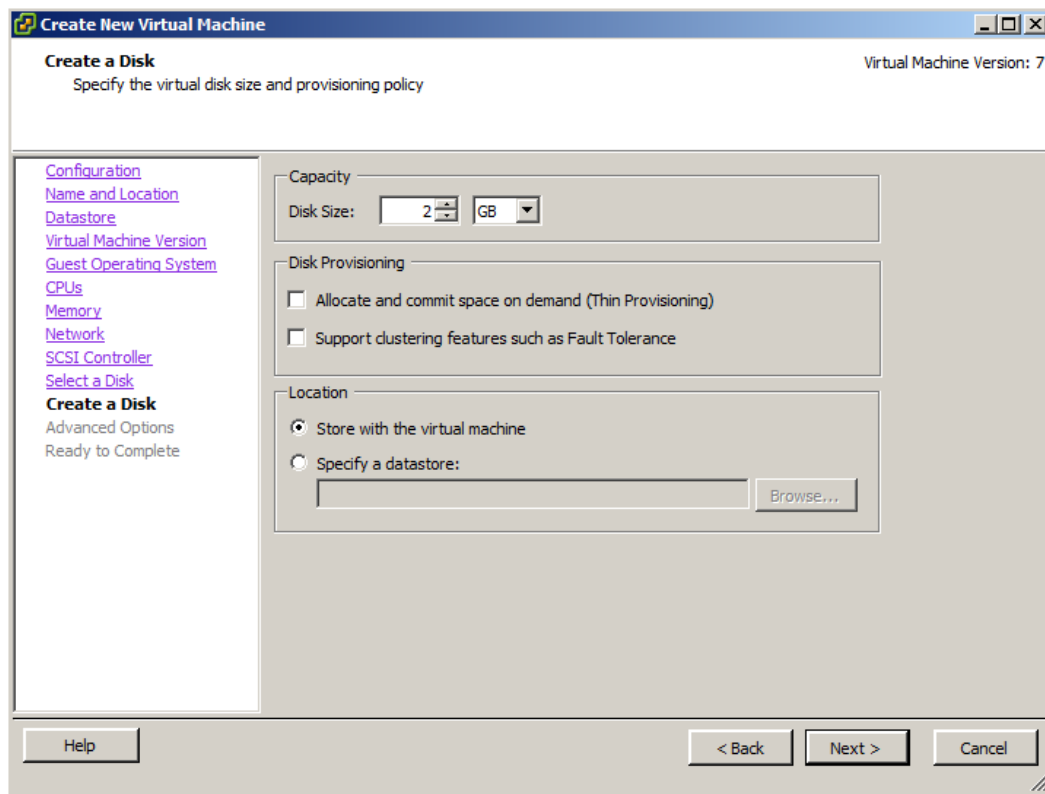 Create New Virtual Machine
Create a Disk
Virtual Machine Version: 7
Specify the virtual disk size and provisioning policy
Configuration
Name and Location
Datastore
Virtual Machine Version
Guest Operating System
CPUs
Memory
Network
SCSI Controller
Select a Disk
Create a Disk
Advanced Options
Ready to Complete
Capacity
Disk Size: 2 GB
Disk Provisioning
Allocate and commit space on demand (Thin Provisioning)
Support clustering features such as Fault Tolerance
Location
Store with the virtual machine
Specify a datastore:
Browse...
Help
< Back
Next >
Cancel